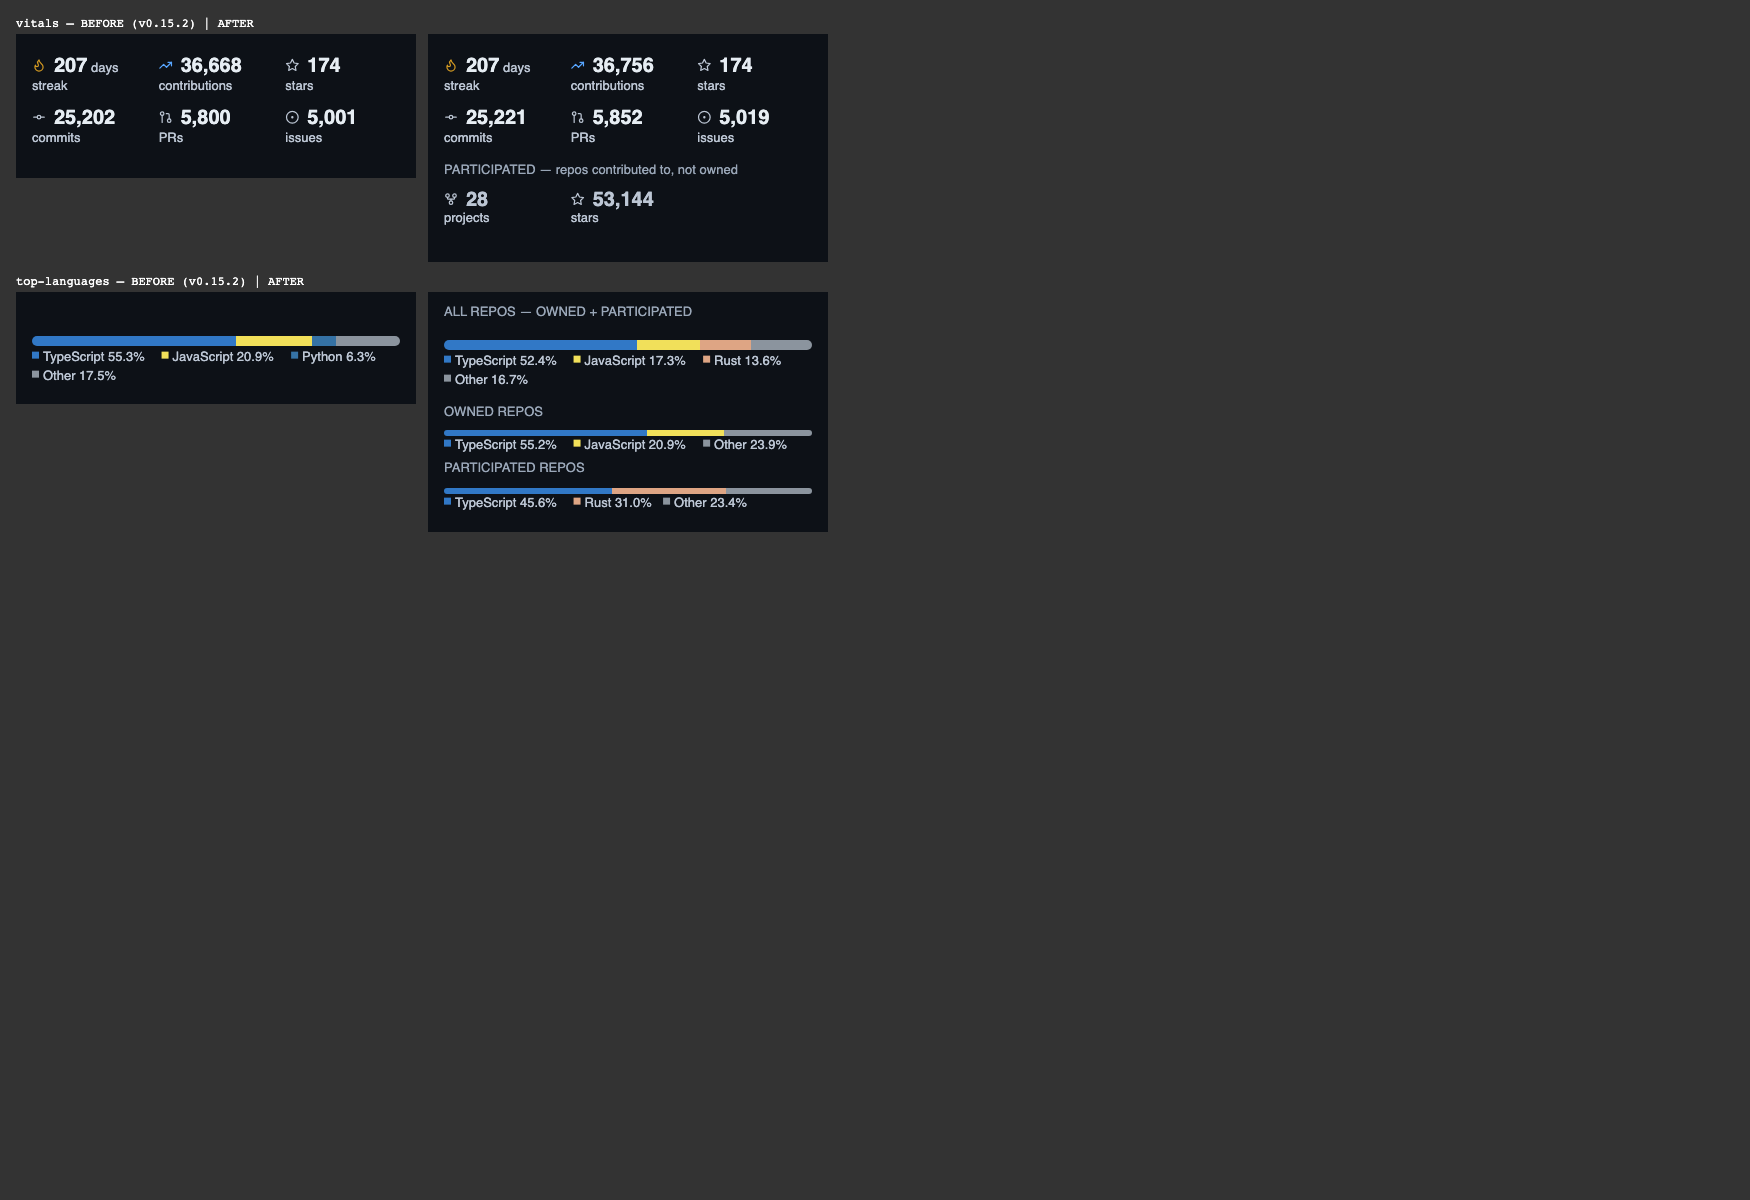 vitals — BEFORE (v0.15.2) | AFTER
207 days 36,668 174
streak contributions stars
25,202 5,800 5,001
commits PRs issues
207 days 36,756 174
streak contributions stars
25,221 5,852 5,019
commits PRs issues
PARTICIPATED — repos contributed to, not owned
28 53,144
projects stars
top-languages — BEFORE (v0.15.2) | AFTER
TypeScript 55.3% JavaScript 20.9% Python 6.3%
Other 17.5%
ALL REPOS — OWNED + PARTICIPATED
TypeScript 52.4% JavaScript 17.3% Rust 13.6%
Other 16.7%
OWNED REPOS
TypeScript 55.2% JavaScript 20.9% Other 23.9%
PARTICIPATED REPOS
TypeScript 45.6% Rust 31.0% Other 23.4%